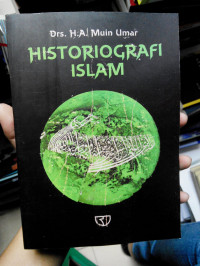 Drs. H.A. Muin Umar
HISTORIOGRAFI
ISLAM